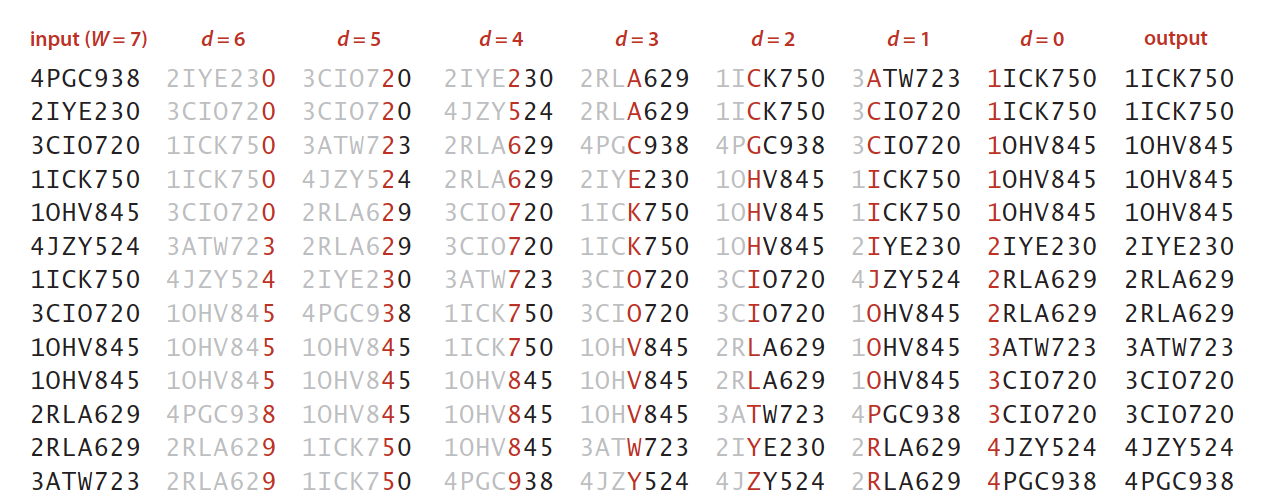 input (W = 7) d = 6 d = 5 d = 4 d = 3 d = 2 d = 1 d = 0 output
4PGC938 2IYE230 3CIO720 2IYE230 2RLA629 1ICK750 3ATW723 1ICK750 1ICK750
2IYE230 3CIO720 3CIO720 4JZY524 2RLA629 1ICK750 3CIO720 1ICK750 1ICK750
3CIO720 1ICK750 3ATW723 2RLA629 4PGC938 4PGC938 3CIO720 1OHV845 1OHV845
1ICK750 1ICK750 4JZY524 2RLA629 2IYE230 1OHV845 1ICK750 1OHV845 1OHV845
1OHV845 3CIO720 2RLA629 3CIO720 1ICK750 1OHV845 1ICK750 1OHV845 1OHV845
4JZY524 3ATW723 2RLA629 3CIO720 1ICK750 1OHV845 2IYE230 2IYE230 2IYE230
1ICK750 4JZY524 2IYE230 3ATW723 3CIO720 3CIO720 4JZY524 2RLA629 2RLA629
3CIO720 1OHV845 4PGC938 1ICK750 3CIO720 3CIO720 1OHV845 2RLA629 2RLA629
1OHV845 1OHV845 1OHV845 1ICK750 1OHV845 2RLA629 1OHV845 3ATW723 3ATW723
1OHV845 1OHV845 1OHV845 1OHV845 1OHV845 2RLA629 1OHV845 3CIO720 3CIO720
2RLA629 4PGC938 1OHV845 1OHV845 1OHV845 3ATW723 4PGC938 3CIO720 3CIO720
2RLA629 2RLA629 1ICK750 1OHV845 3ATW723 2IYE230 2RLA629 4JZY524 4JZY524
3ATW723 2RLA629 1ICK750 4PGC938 4JZY524 4JZY524 2RLA629 4PGC938 4PGC938